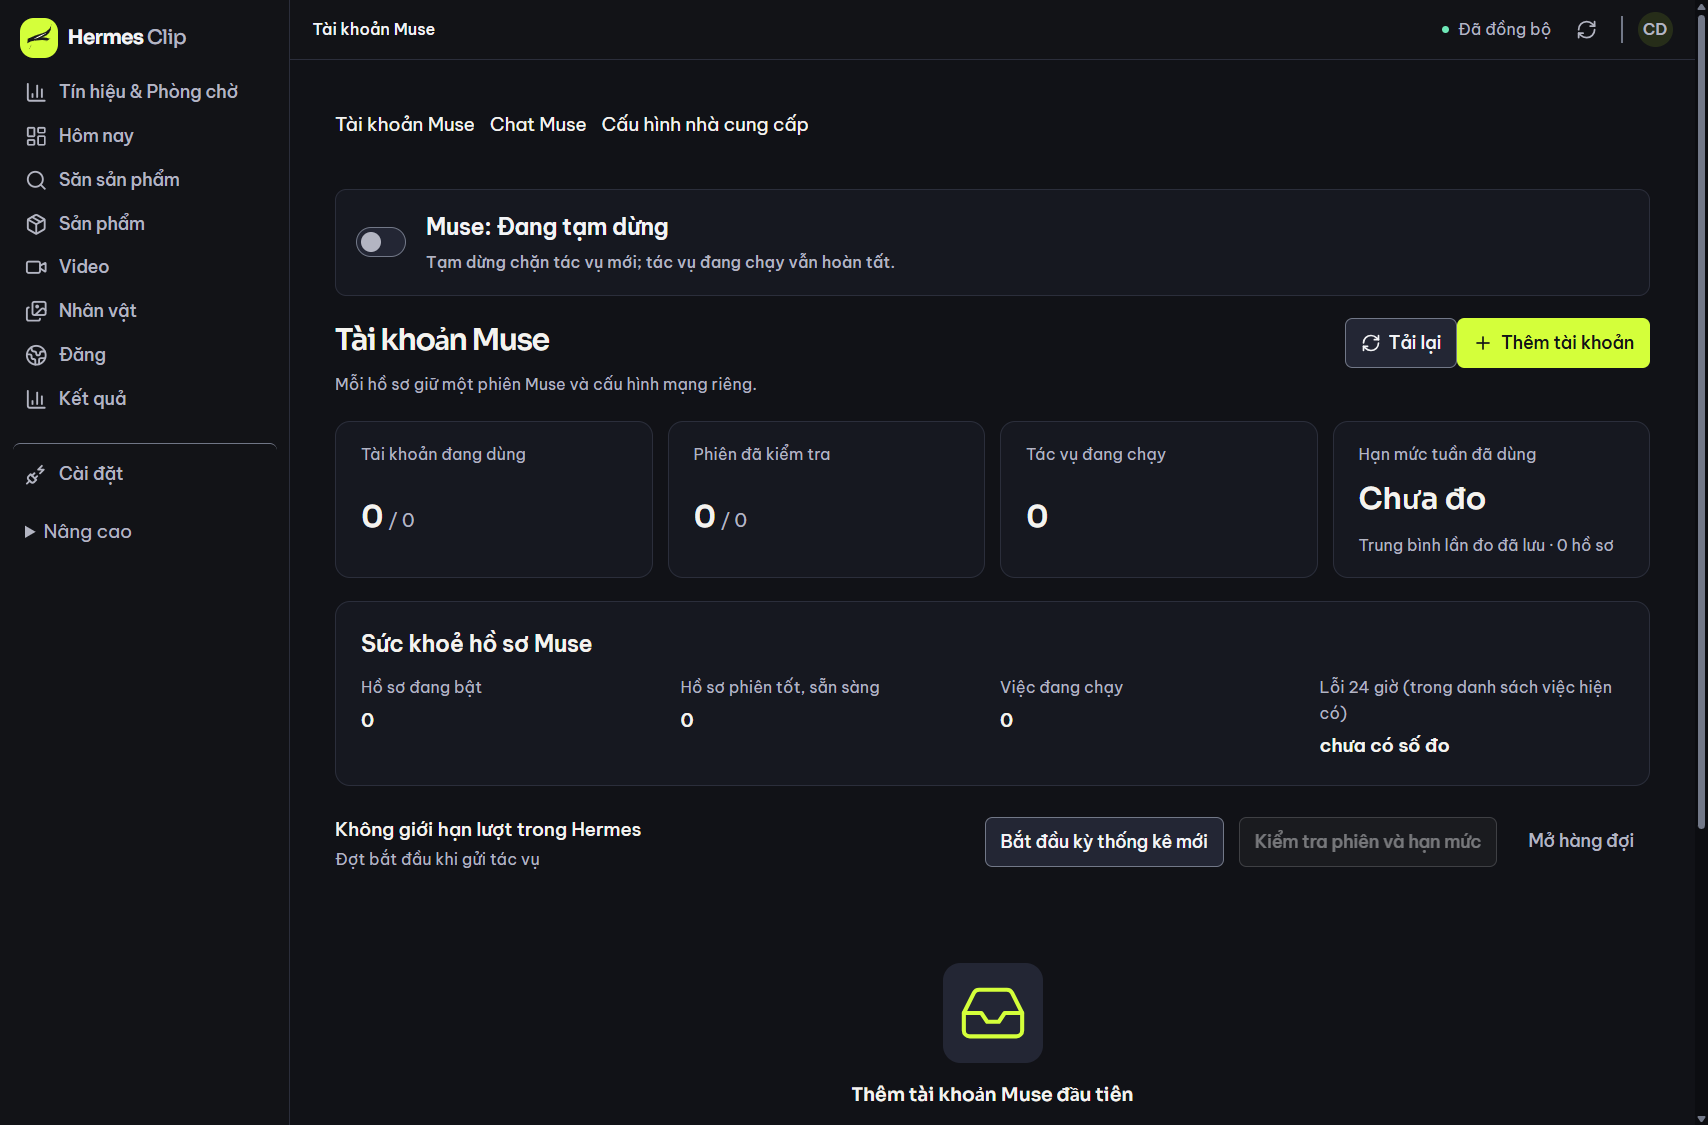 Hermes Clip
Tín hiệu & Phòng chờ
Hôm nay
Săn sản phẩm
Sản phẩm
Video
Nhân vật
Đăng
Kết quả
Cài đặt
Nâng cao
Tài khoản Muse
Đã đồng bộ
CD
Tài khoản Muse Chat Muse Cấu hình nhà cung cấp
Muse: Đang tạm dừng
Tạm dừng chặn tác vụ mới; tác vụ đang chạy vẫn hoàn tất.
Tài khoản Muse
Mỗi hồ sơ giữ một phiên Muse và cấu hình mạng riêng.
Tải lại
Thêm tài khoản
Tài khoản đang dùng
0 / 0
Phiên đã kiểm tra
0 / 0
Tác vụ đang chạy
0
Hạn mức tuần đã dùng
Chưa đo
Trung bình lần đo đã lưu · 0 hồ sơ
Sức khoẻ hồ sơ Muse
Hồ sơ đang bật
0
Hồ sơ phiên tốt, sẵn sàng
0
Việc đang chạy
0
Lỗi 24 giờ (trong danh sách việc hiện
có)
chưa có số đo
Không giới hạn lượt trong Hermes
Đợt bắt đầu khi gửi tác vụ
Bắt đầu kỳ thống kê mới
Kiểm tra phiên và hạn mức
Mở hàng đợi
Thêm tài khoản Muse đầu tiên